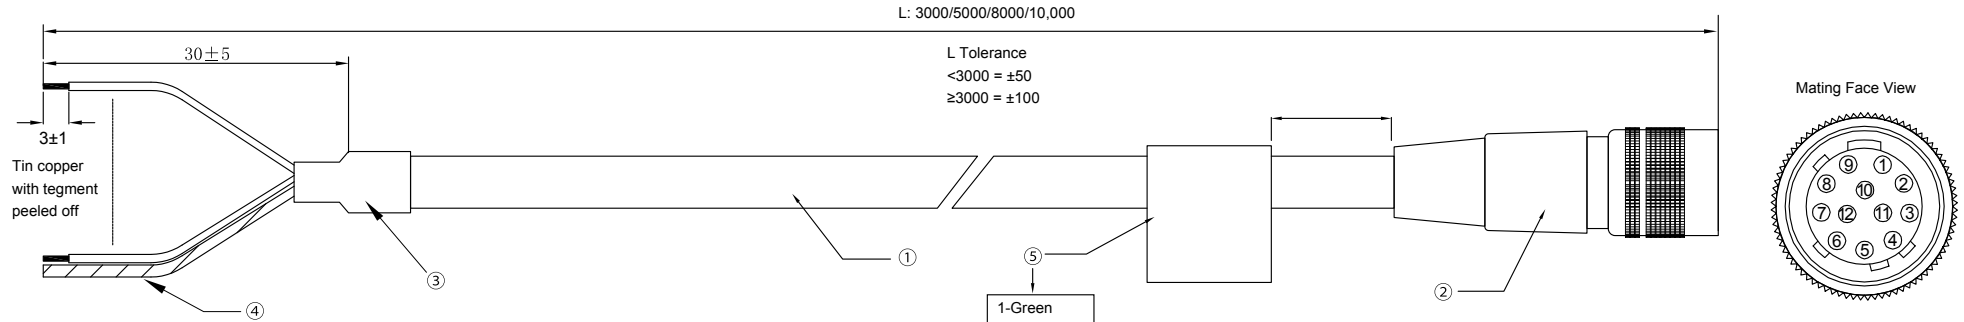 L: 3000/5000/8000/10,000
30±5
L Tolerance
<3000 = ±50
≥3000 = ±100
Mating Face View
3±1
Tin copper
with tegment
peeled off
9 1
8 10 2
7 12 11 3
6 5 4
①
⑤
③
②
④
1-Green